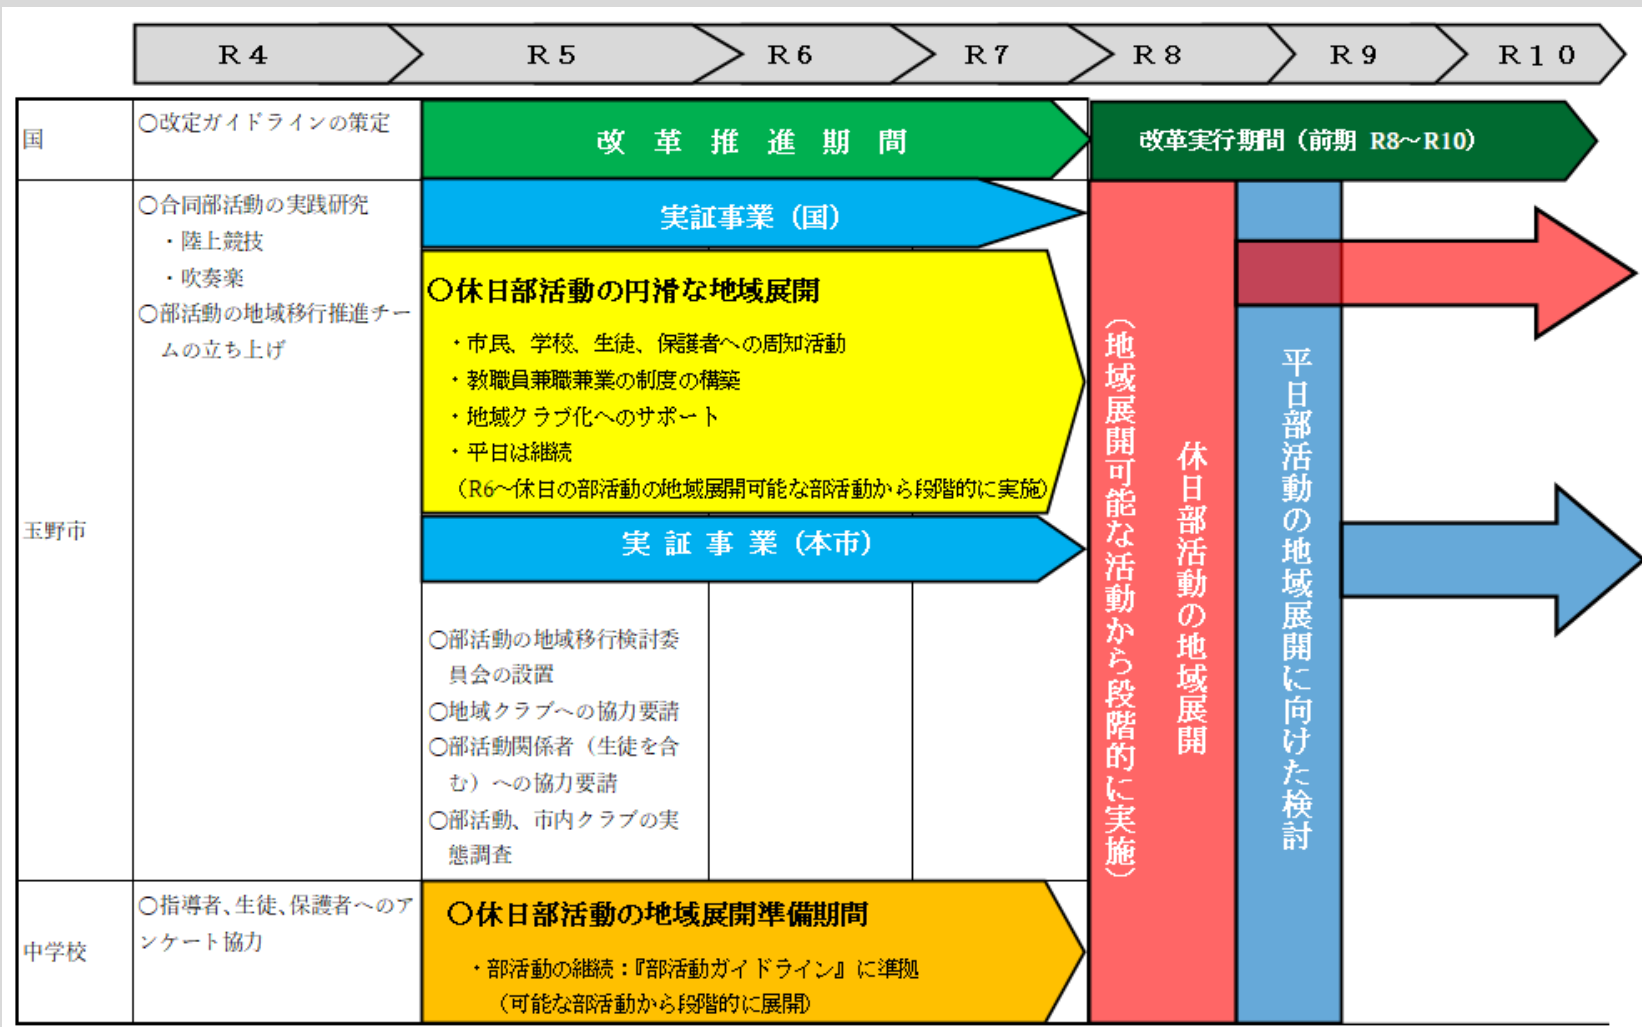 R4
R5
R6
R7
R8
R9
R10
国
○改定ガイドラインの策定
改革推進期間
改革実行期間（前期 R8～R10）
玉野市
○合同部活動の実践研究
・陸上競技
・吹奏楽
○部活動の地域移行推進チー
ムの立ち上げ
実証事業（国）
○休日部活動の円滑な地域展開
・市民、学校、生徒、保護者への周知活動
・教職員兼職兼業の制度の構築
・地域クラブ化へのサポート
・平日は継続
（R6～休日の部活動の地域展開可能な部活動から段階的に実施）
実証事業（本市）
○部活動の地域移行検討委
員会の設置
○地域クラブへの協力要請
○部活動関係者（生徒を含
む）への協力要請
○部活動、市内クラブの実
態調査
休日部活動の地域展開
（地域展開可能な活動から段階的に実施）
平日部活動の地域展開に向けた検討
中学校
○指導者、生徒、保護者へのア
ンケート協力
○休日部活動の地域展開準備期間
・部活動の継続：『部活動ガイドライン』に準拠
（可能な部活動から段階的に展開）